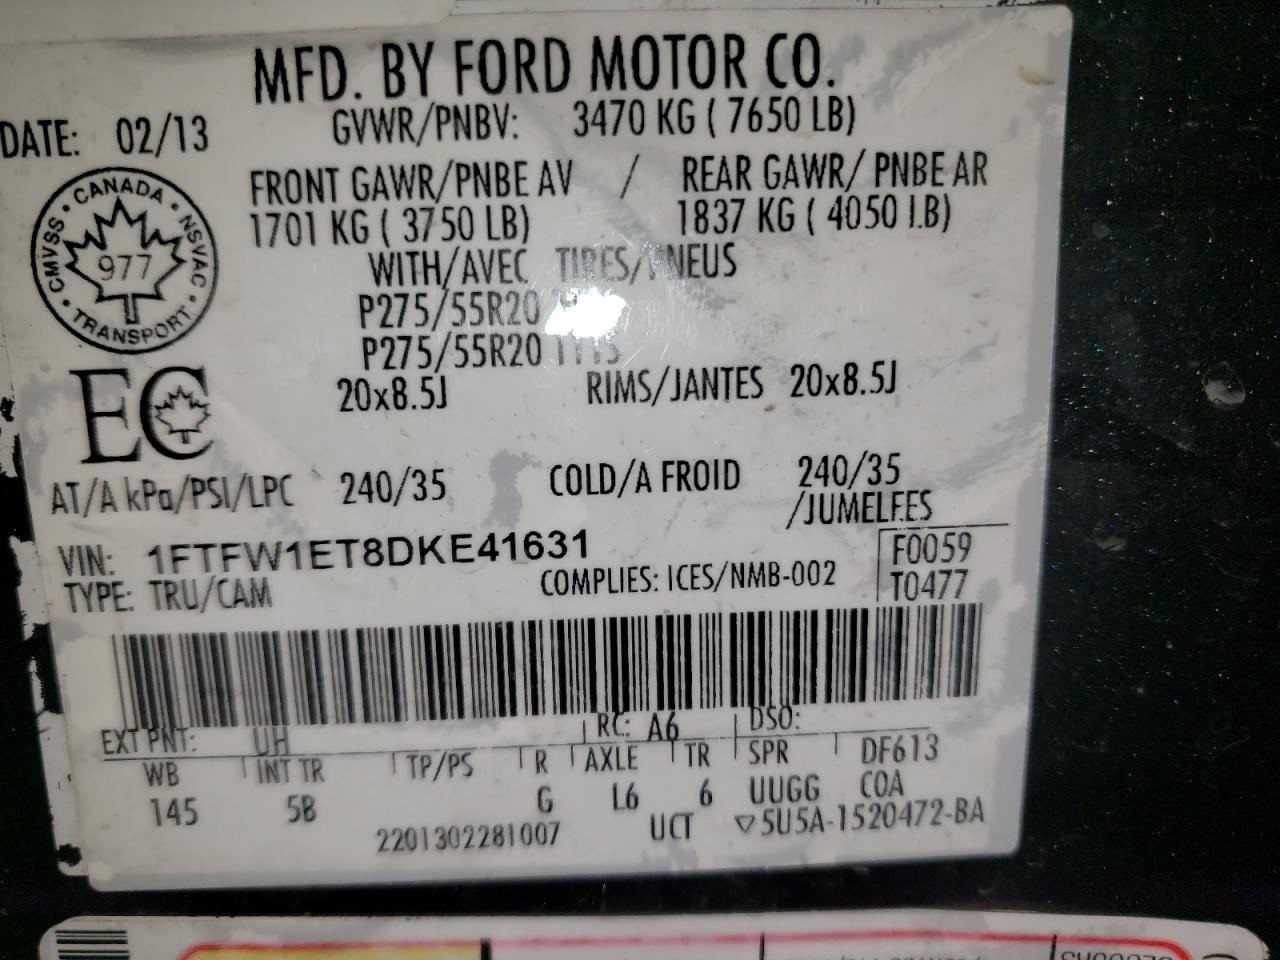 MFD. BY FORD MOTOR CO.
DATE: 02/13 GVWR/PNBV: 3470 KG ( 7650 LB)
FRONT GAWR/PNBE AV / REAR GAWR/ PNBE AR
1701 KG ( 3750 LB) 1837 KG ( 4050 LB)
CANADA • NSVAC • TRANSPORT • CMVSS •
977
WITH/AVEC TIRES/PNEUS
P275/55R20
P275/55R20 111S
20x8.5J RIMS/JANTES 20x8.5J
EC
AT/A kPa/PSI/LPC 240/35 COLD/A FROID 240/35
/JUMELEES
VIN: 1FTFW1ET8DKE41631 F0059
TYPE: TRU/CAM COMPLIES: ICES/NMB-002 T0477
EXT PNT: UH RC: A6 DSO:
WB INT TR TP/PS R AXLE TR SPR DF613
145 5B G L6 6 UUGG COA
2201302281007 UCT ▽5U5A-1520472-BA